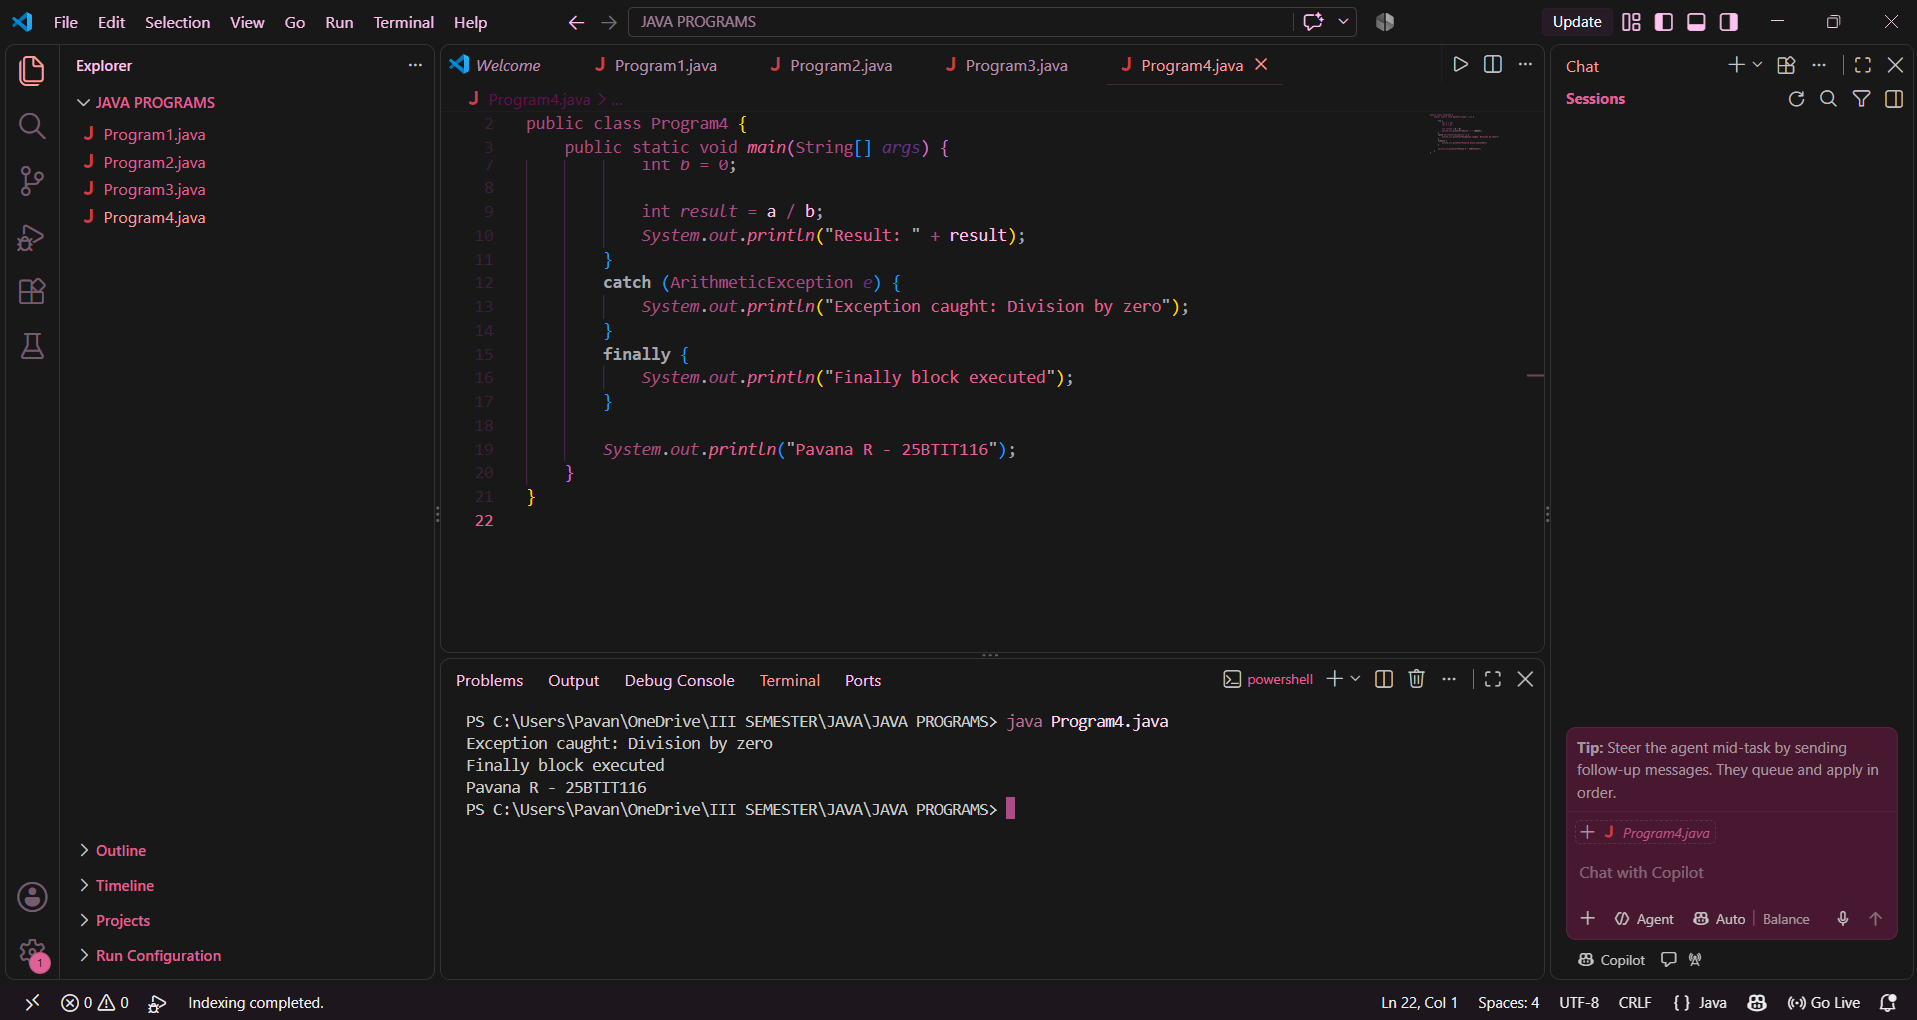 File Edit Selection View Go Run Terminal Help JAVA PROGRAMS Update
Explorer
JAVA PROGRAMS
Program1.java
Program2.java
Program3.java
Program4.java
Outline
Timeline
Projects
Run Configuration
1
Welcome Program1.java Program2.java Program3.java Program4.java
Program4.java > ...
2 public class Program4 {
3 public static void main(String[] args) {
7 int b = 0;
8
9 int result = a / b;
10 System.out.println("Result: " + result);
11 }
12 catch (ArithmeticException e) {
13 System.out.println("Exception caught: Division by zero");
14 }
15 finally {
16 System.out.println("Finally block executed");
17 }
18
19 System.out.println("Pavana R - 25BTIT116");
20 }
21 }
22
Problems Output Debug Console Terminal Ports powershell
PS C:\Users\Pavan\OneDrive\III SEMESTER\JAVA\JAVA PROGRAMS> java Program4.java
Exception caught: Division by zero
Finally block executed
Pavana R - 25BTIT116
PS C:\Users\Pavan\OneDrive\III SEMESTER\JAVA\JAVA PROGRAMS>
Chat
Sessions
Tip: Steer the agent mid-task by sending
follow-up messages. They queue and apply in
order.
Program4.java
Chat with Copilot
Agent Auto Balance
Copilot
0 0 Indexing completed. Ln 22, Col 1 Spaces: 4 UTF-8 CRLF {} Java Go Live